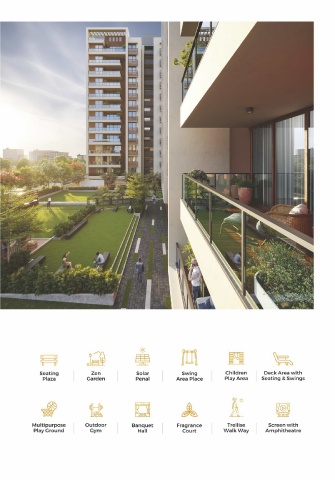 Seating
Plaza
Zen
Garden
Solar
Penal
Swing
Area Place
Children
Play Area
Deck Area with
Seating & Swings
Multipurpose
Play Ground
Outdoor
Gym
Banquet
Hall
Fragrance
Court
Trellise
Walk Way
Screen with
Amphitheatre